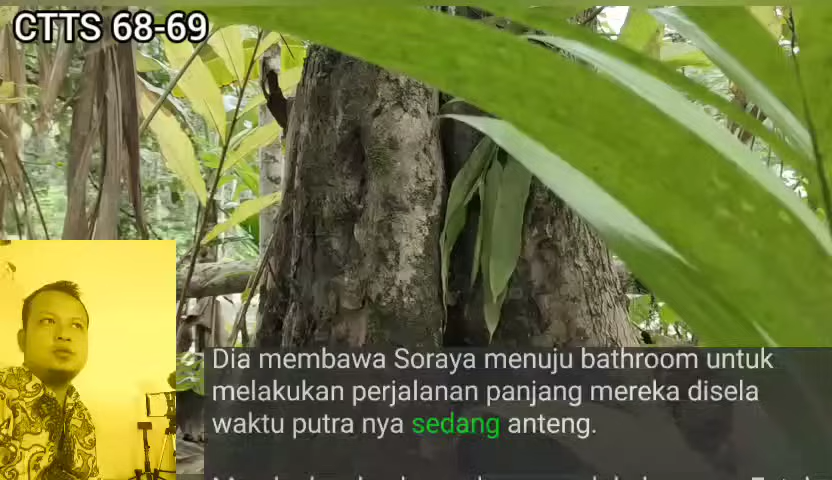 CTTS 68-69
Dia membawa Soraya menuju bathroom untuk
melakukan perjalanan panjang mereka disela
waktu putra nya sedang anteng.